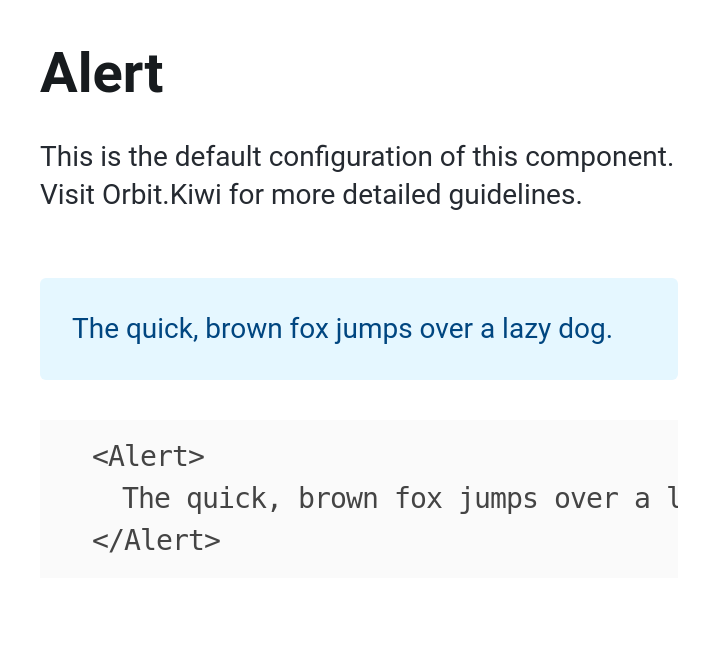 Alert
This is the default configuration of this component.
Visit Orbit.Kiwi for more detailed guidelines.
The quick, brown fox jumps over a lazy dog.
<Alert>
The quick, brown fox jumps over a l
</Alert>